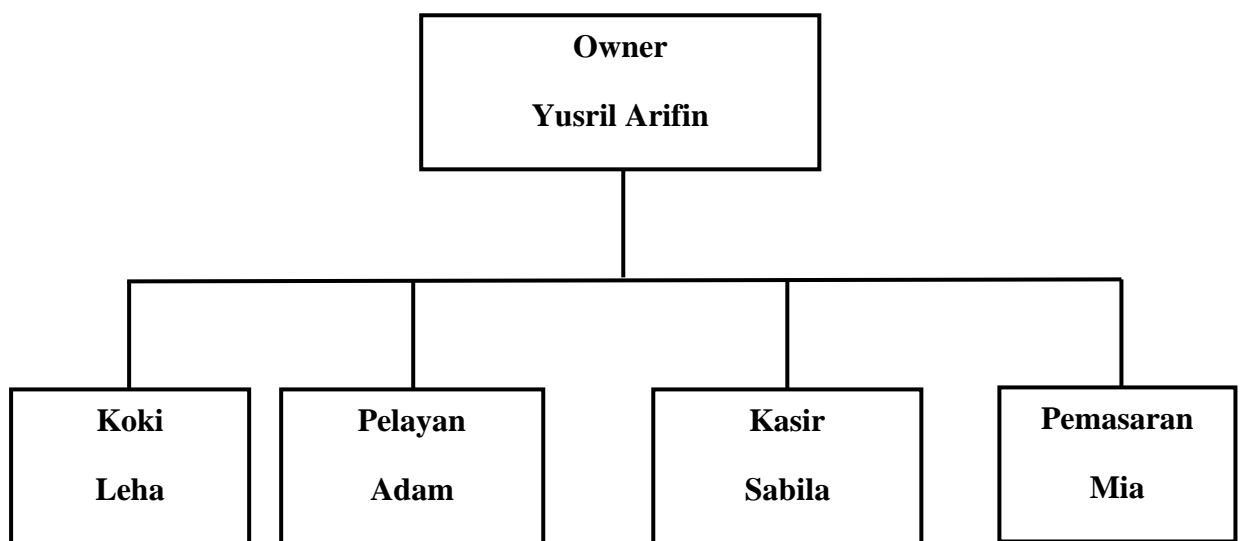 Owner
Yusril Arifin
Koki
Leha
Pelayan
Adam
Kasir
Sabila
Pemasaran
Mia